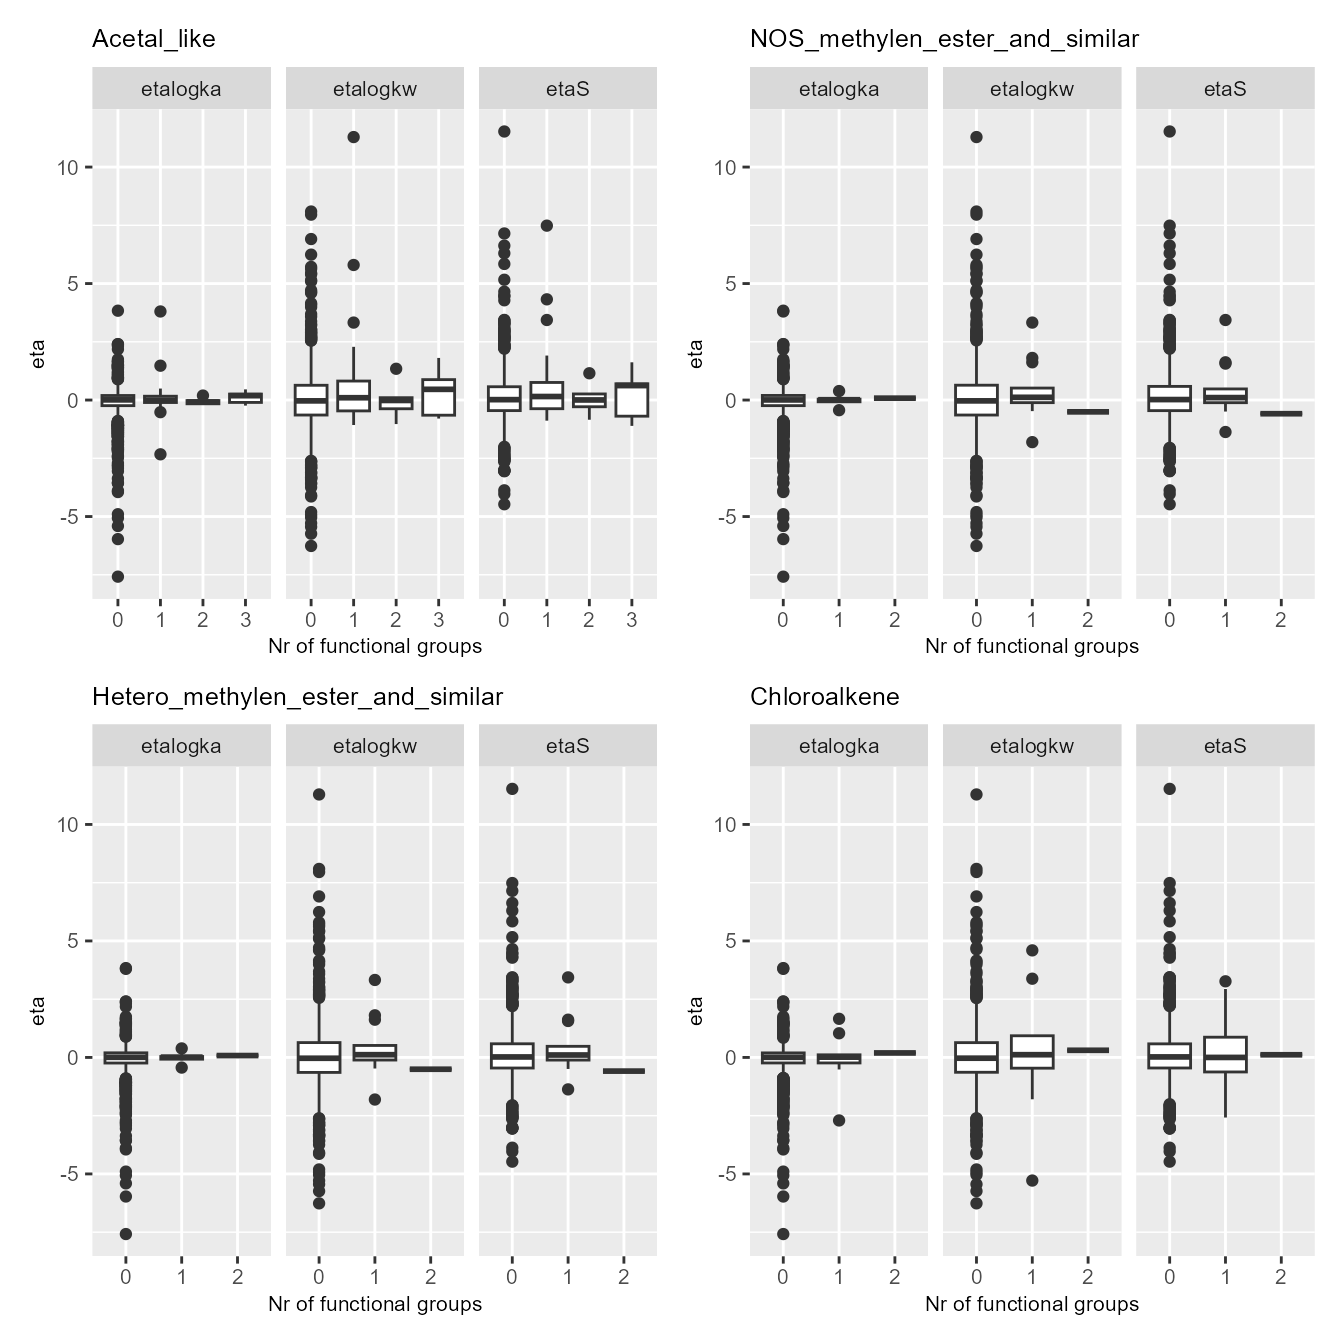 Acetal_like
etalogka etalogkw etaS
10
5
0
-5
eta
0 1 2 3 0 1 2 3 0 1 2 3
Nr of functional groups
NOS_methylen_ester_and_similar
etalogka etalogkw etaS
10
5
0
-5
eta
0 1 2 0 1 2 0 1 2
Nr of functional groups
Hetero_methylen_ester_and_similar
etalogka etalogkw etaS
10
5
0
-5
eta
0 1 2 0 1 2 0 1 2
Nr of functional groups
Chloroalkene
etalogka etalogkw etaS
10
5
0
-5
eta
0 1 2 0 1 2 0 1 2
Nr of functional groups